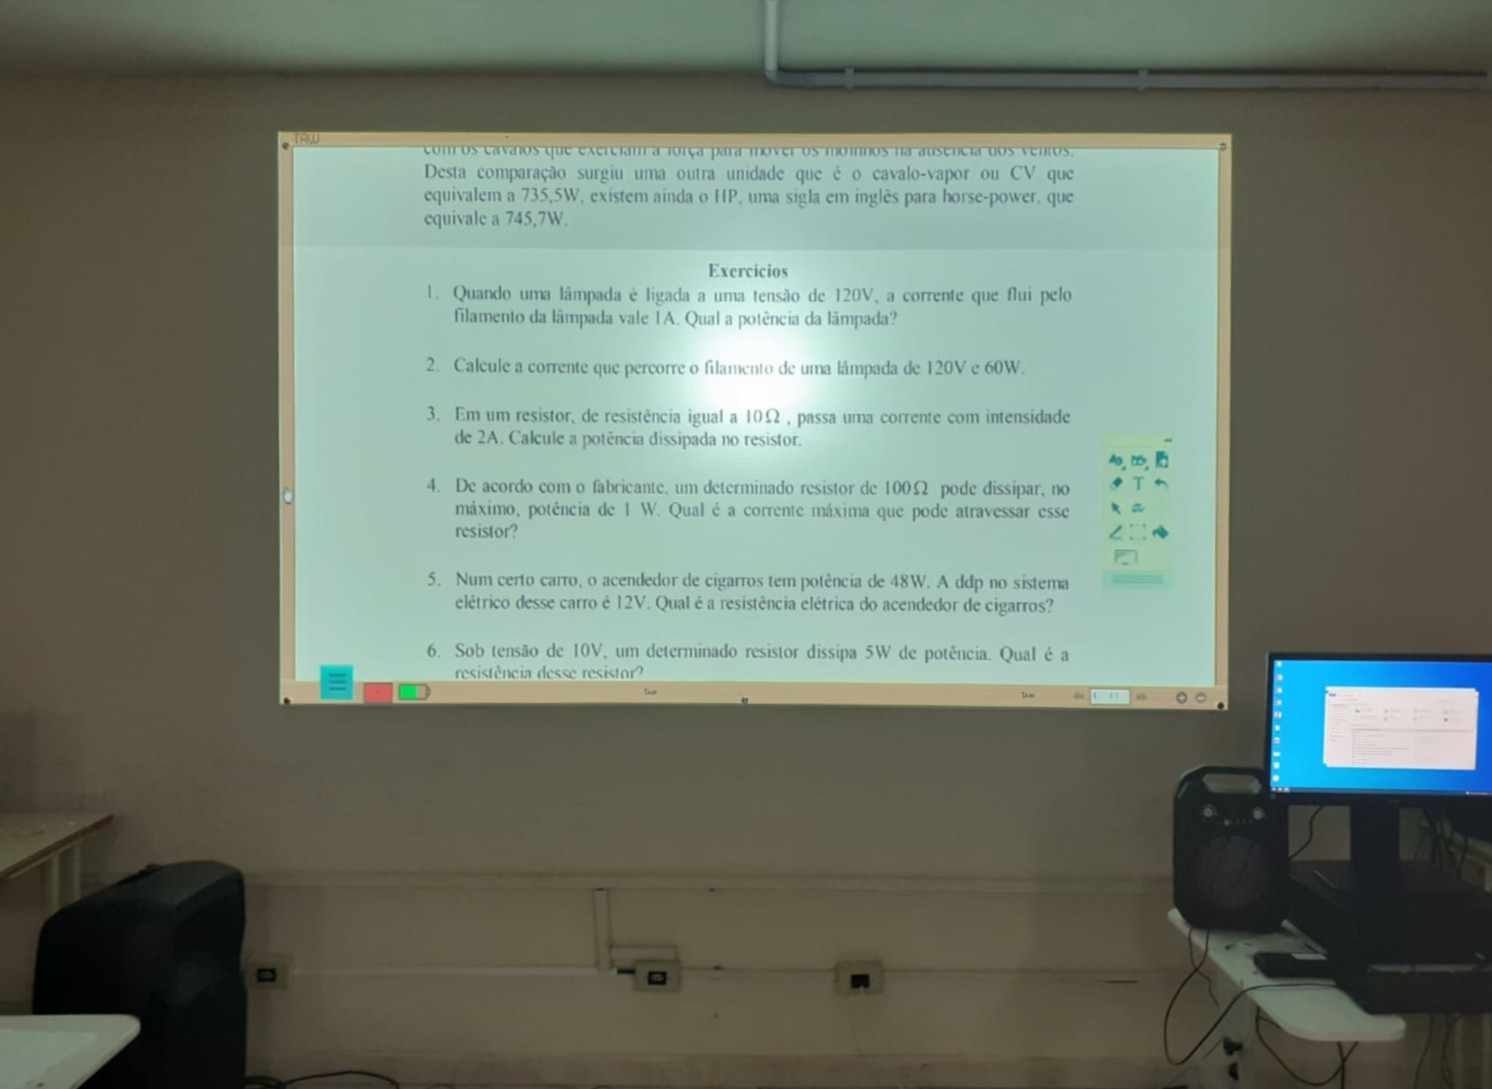 TAW
com os cavalos que exerciam a força para mover os moinhos na ausência dos ventos.
Desta comparação surgiu uma outra unidade que é o cavalo-vapor ou CV que
equivalem a 735,5W, existem ainda o HP, uma sigla em inglês para horse-power, que
equivale a 745,7W.
Exercícios
1. Quando uma lâmpada é ligada a uma tensão de 120V, a corrente que flui pelo
filamento da lâmpada vale 1A. Qual a potência da lâmpada?
2. Calcule a corrente que percorre o filamento de uma lâmpada de 120V e 60W.
3. Em um resistor, de resistência igual a 10Ω , passa uma corrente com intensidade
de 2A. Calcule a potência dissipada no resistor.
4. De acordo com o fabricante, um determinado resistor de 100Ω pode dissipar, no
máximo, potência de 1 W. Qual é a corrente máxima que pode atravessar esse
resistor?
5. Num certo carro, o acendedor de cigarros tem potência de 48W. A ddp no sistema
elétrico desse carro é 12V. Qual é a resistência elétrica do acendedor de cigarros?
6. Sob tensão de 10V, um determinado resistor dissipa 5W de potência. Qual é a
resistência desse resistor?